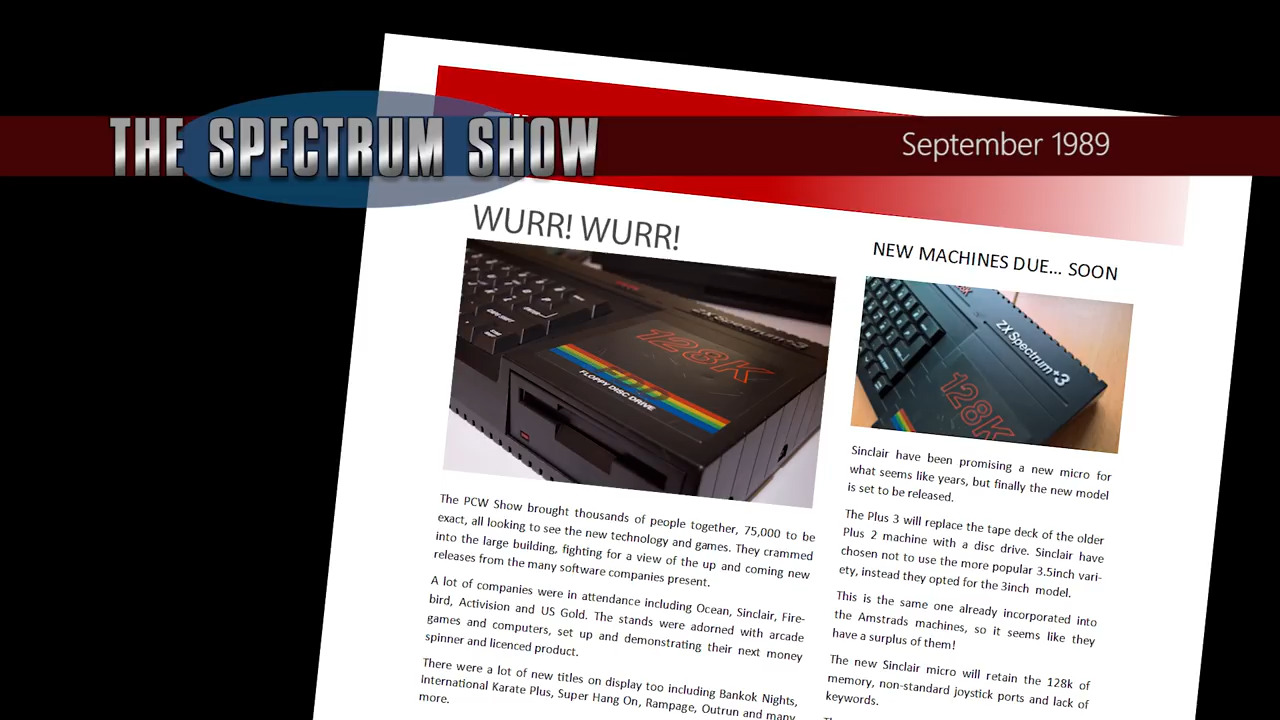 THE SPECTRUM SHOW
September 1989
WURR! WURR!
128K
ZX Spectrum+3
FLOPPY DISC DRIVE
The PCW Show brought thousands of people together, 75,000 to be
exact, all looking to see the new technology and games. They crammed
into the large building, fighting for a view of the up and coming new
releases from the many software companies present.
A lot of companies were in attendance including Ocean, Sinclair, Fire-
bird, Activision and US Gold. The stands were adorned with arcade
games and computers, set up and demonstrating their next money
spinner and licenced product.
There were a lot of new titles on display too including Bankok Nights,
International Karate Plus, Super Hang On, Rampage, Outrun and many
more.
NEW MACHINES DUE... SOON
ZX Spectrum+3
128K
Sinclair have been promising a new micro for
what seems like years, but finally the new model
is set to be released.
The Plus 3 will replace the tape deck of the older
Plus 2 machine with a disc drive. Sinclair have
chosen not to use the more popular 3.5inch vari-
ety, instead they opted for the 3inch model.
This is the same one already incorporated into
the Amstrads machines, so it seems like they
have a surplus of them!
The new Sinclair micro will retain the 128k of
memory, non-standard joystick ports and lack of
keywords.